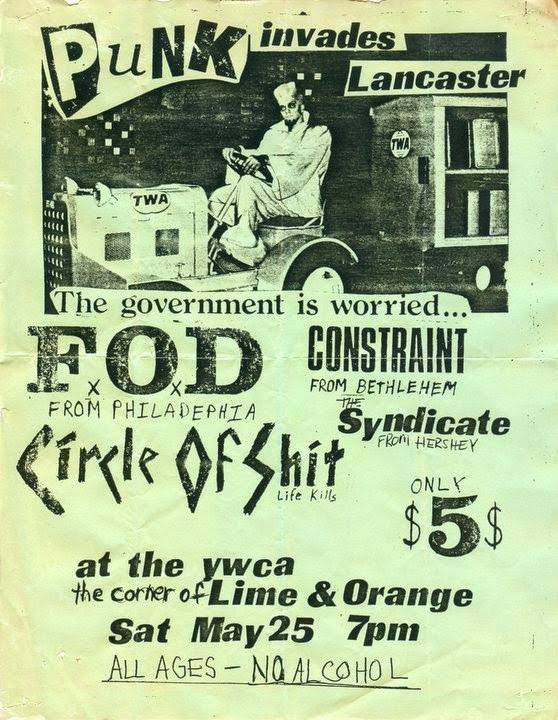 PuNK invades
Lancaster
TWA
TWA
The government is worried...
F.O.D
x x
FROM PHILADEPHIA
CONSTRAINT
FROM BETHLEHEM
THE
Syndicate
FROM HERSHEY
Circle Of Shit
Life Kills
ONLY
$5$
at the ywca
the corner of Lime & Orange
Sat May 25 7pm
ALL AGES - NO ALCOHOL